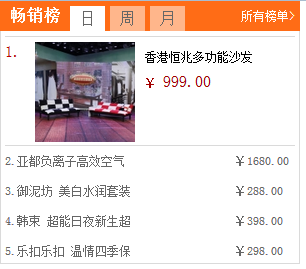 畅销榜 日 周 月 所有榜单>
1. 香港恒兆多功能沙发
¥ 999.00
2. 亚都负离子高效空气 ¥1680.00
3. 御泥坊 美白水润套装 ¥288.00
4. 韩束 超能日夜新生超 ¥398.00
5. 乐扣乐扣 温情四季保 ¥298.00